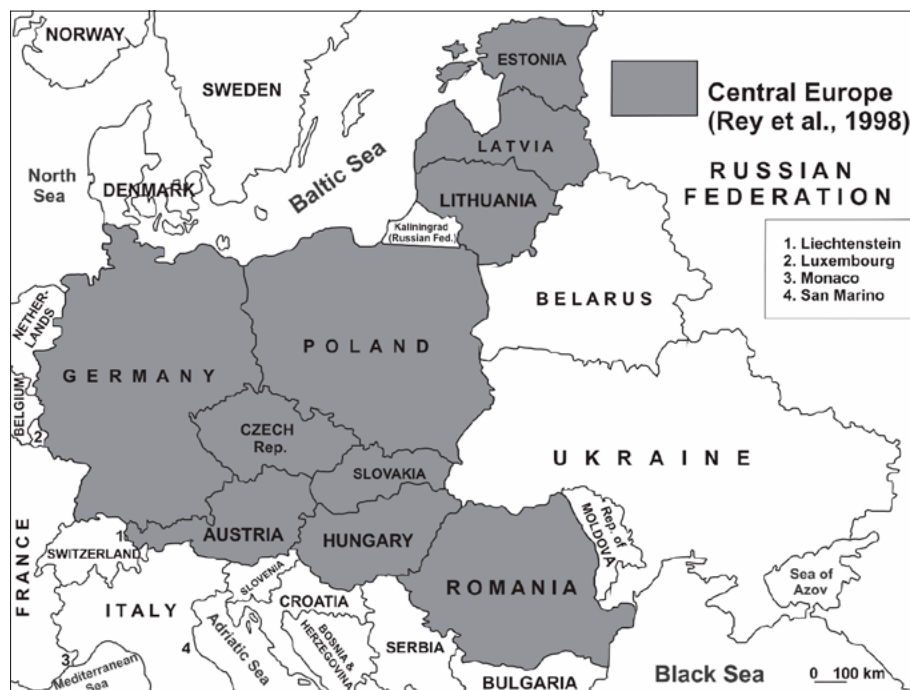 NORWAY
SWEDEN
ESTONIA
Central Europe
(Rey et al., 1998)
North
Sea
DENMARK
Baltic Sea
LATVIA
RUSSIAN
FEDERATION
LITHUANIA
Kaliningrad
(Russian Fed.)
1. Liechtenstein
2. Luxembourg
3. Monaco
4. San Marino
NETHER-
LANDS
BELARUS
POLAND
GERMANY
BELGIUM
2
CZECH
Rep.
SLOVAKIA
UKRAINE
FRANCE
SWITZERLAND
1
AUSTRIA
HUNGARY
Rep. of
MOLDOVA
SLOVENIA
ROMANIA
Sea of
Azov
ITALY
CROATIA
3
Mediterranean
Sea
4
Adriatic Sea
BOSNIA &
HERZEGOVINA
SERBIA
BULGARIA
Black Sea
0 100 km